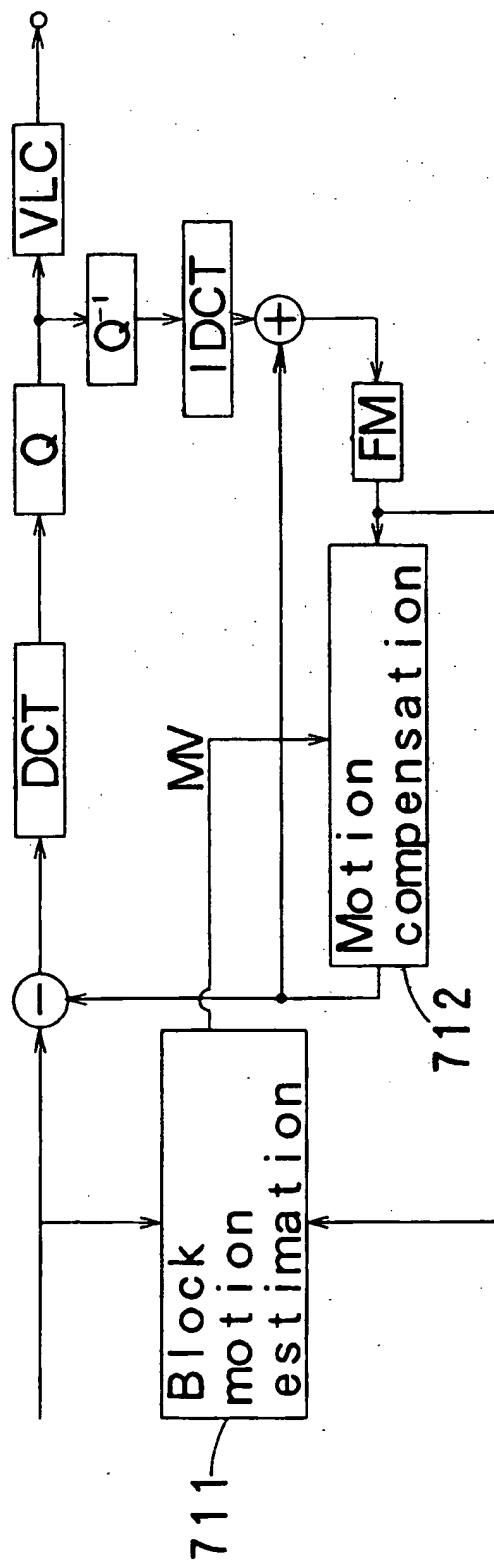 DCT
Q
VLC
Q⁻¹
IDCT
+
FM
MV
−
Block
motion
estimation
711
Motion
compensation
712